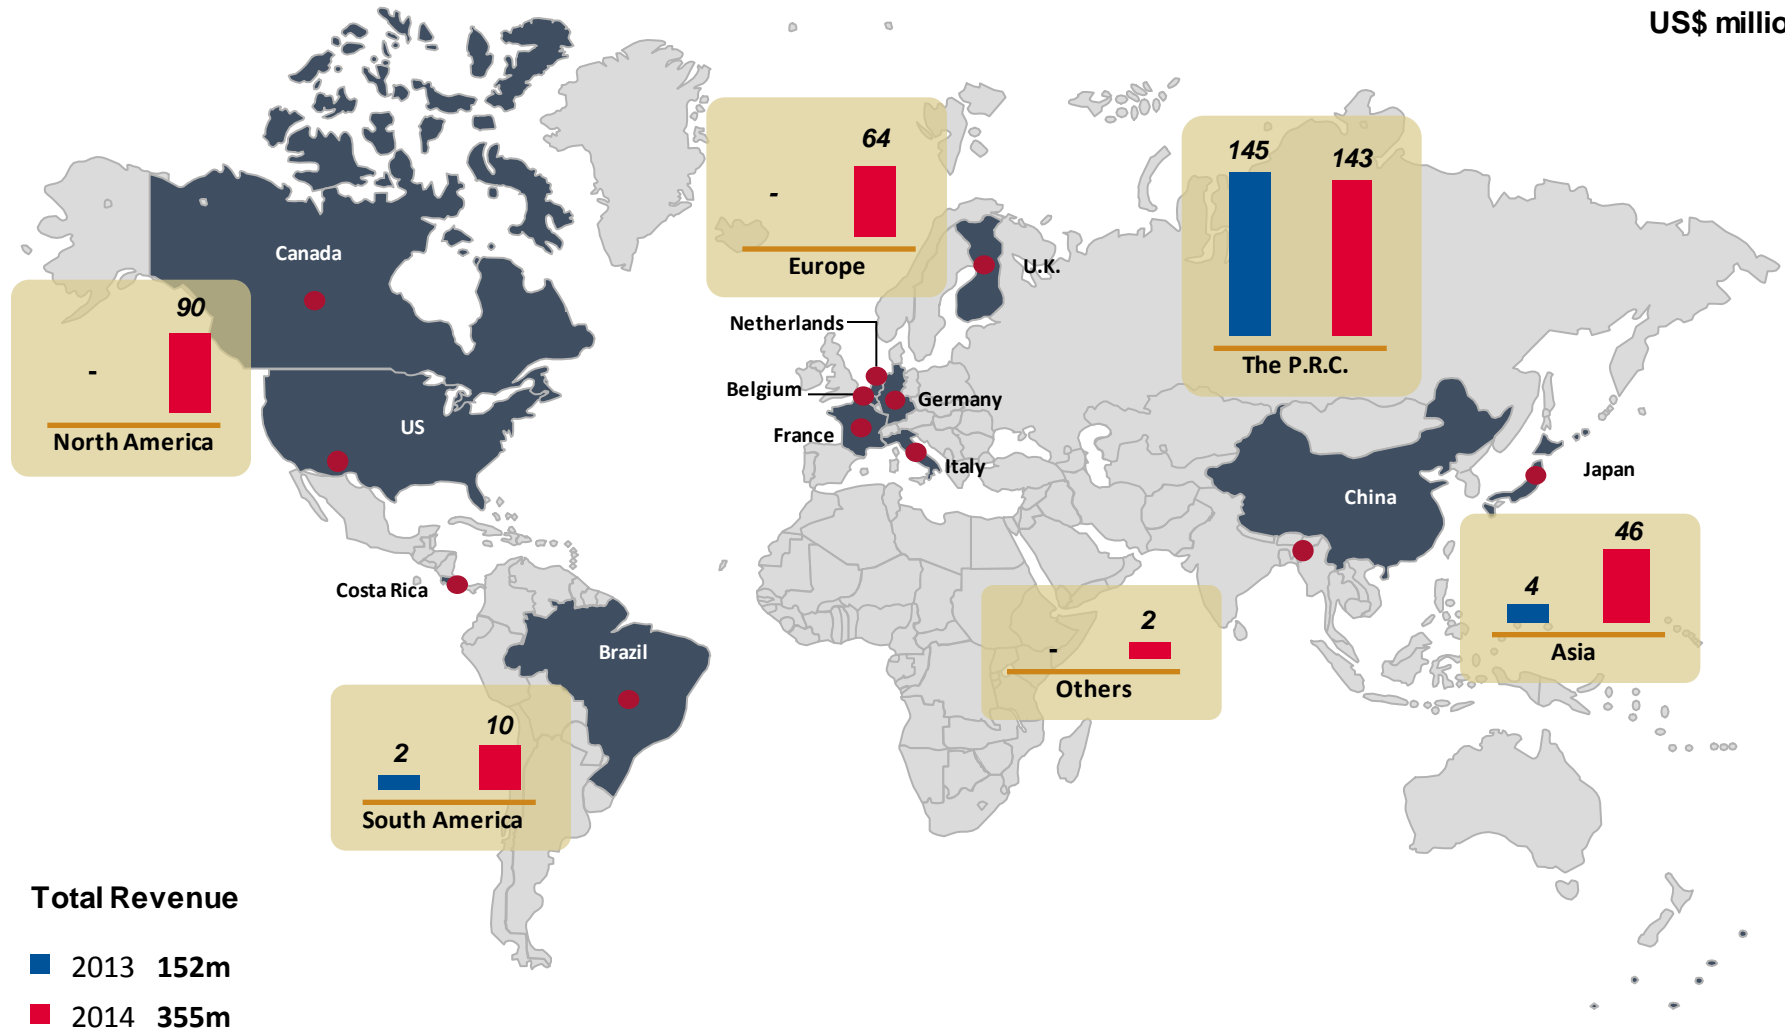 US$ millio
Canada
90
-
North America
US
64
-
Europe
U.K.
Netherlands
Belgium
Germany
France
Italy
145
143
The P.R.C.
China
Japan
46
4
Asia
Costa Rica
Brazil
2
-
Others
10
2
South America
Total Revenue
2013 152m
2014 355m